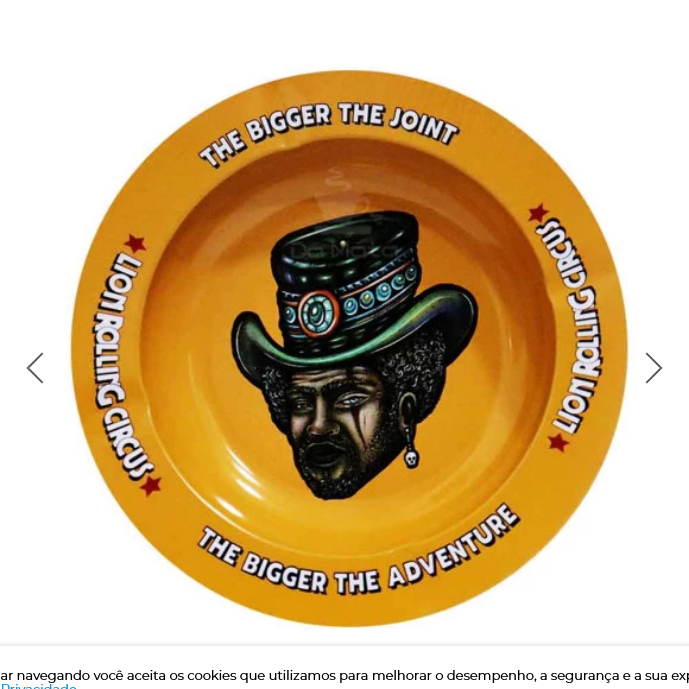 THE BIGGER THE JOINT
LION ROLLING CIRCUS
LION ROLLING CIRCUS
THE BIGGER THE ADVENTURE
ar navegando você aceita os cookies que utilizamos para melhorar o desempenho, a segurança e a sua
Privacidade